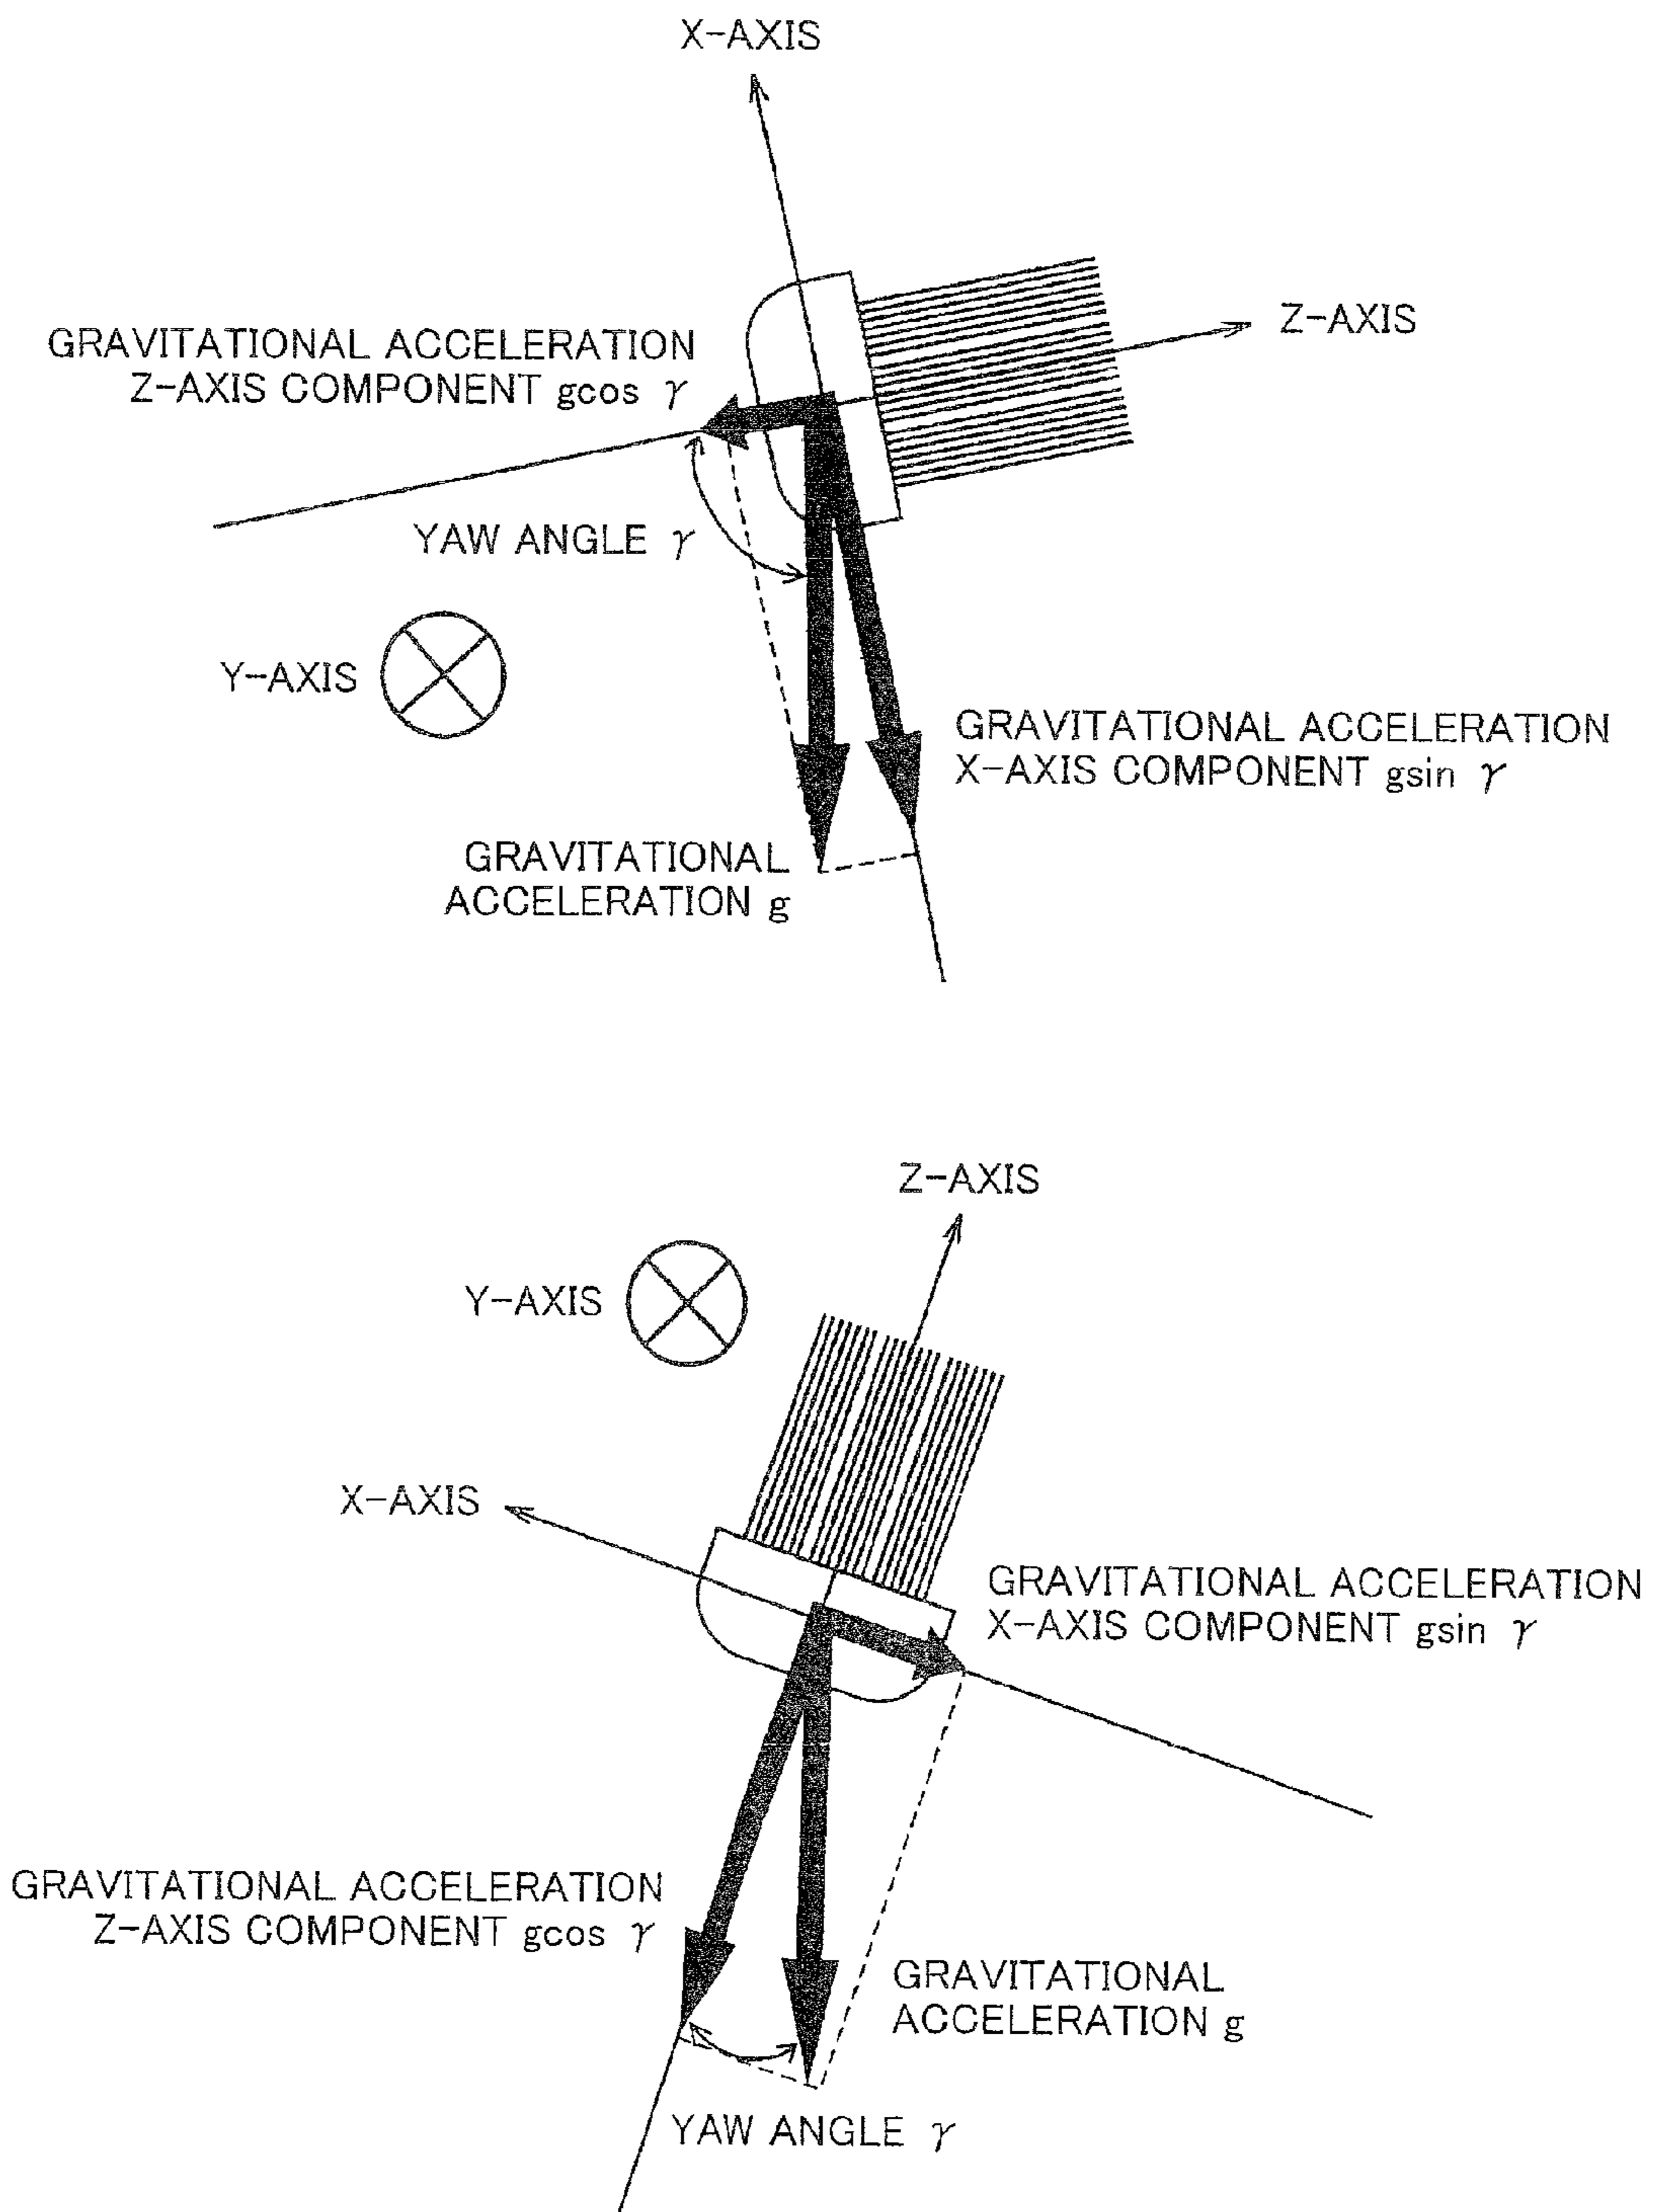 X-AXIS
Z-AXIS
GRAVITATIONAL ACCELERATION
Z-AXIS COMPONENT gcos γ
YAW ANGLE γ
Y-AXIS
GRAVITATIONAL ACCELERATION
X-AXIS COMPONENT gsin γ
GRAVITATIONAL
ACCELERATION g
Z-AXIS
Y-AXIS
X-AXIS
GRAVITATIONAL ACCELERATION
X-AXIS COMPONENT gsin γ
GRAVITATIONAL ACCELERATION
Z-AXIS COMPONENT gcos γ
GRAVITATIONAL
ACCELERATION g
YAW ANGLE γ